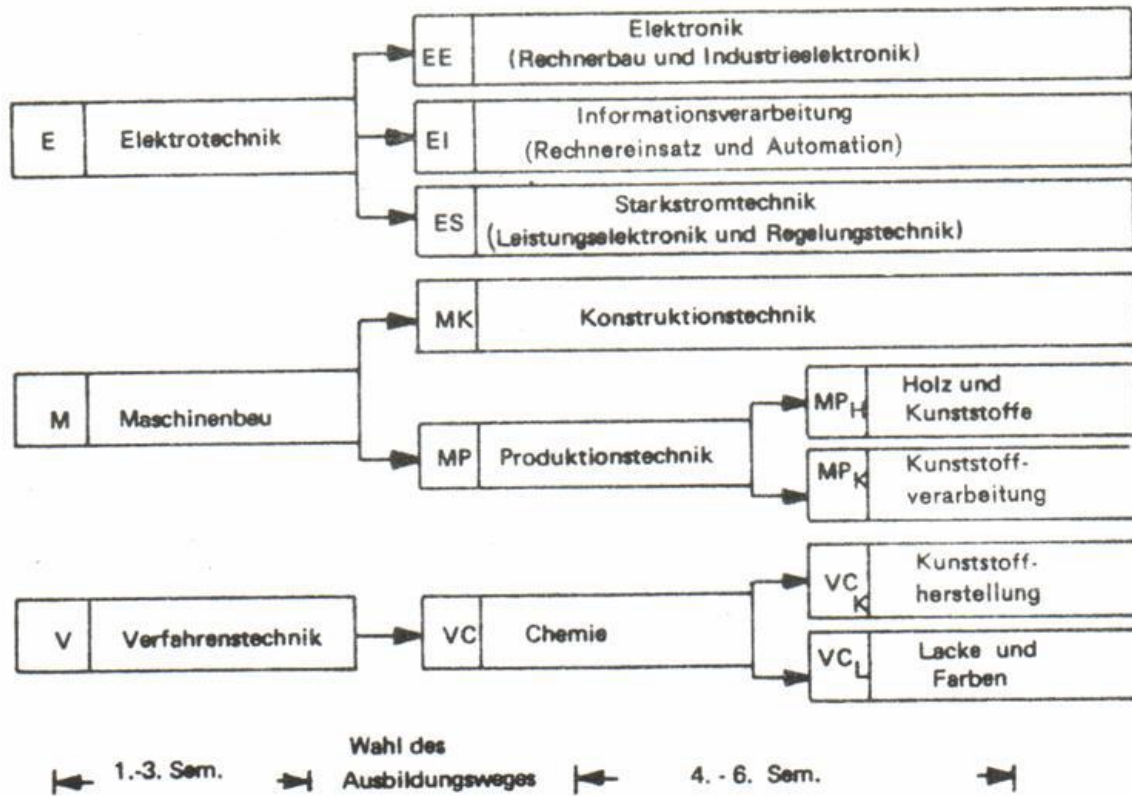 EE Elektronik
(Rechnerbau und Industrieelektronik)
E Elektrotechnik
EI Informationsverarbeitung
(Rechnereinsatz und Automation)
ES Starkstromtechnik
(Leistungselektronik und Regelungstechnik)
MK Konstruktionstechnik
M Maschinenbau
MP Produktionstechnik
MPH Holz und
Kunststoffe
MPK Kunststoff-
verarbeitung
V Verfahrenstechnik
VC Chemie
VCK Kunststoff-
herstellung
VCL Lacke und
Farben
1.-3. Sem.
Wahl des
Ausbildungsweges
4. - 6. Sem.